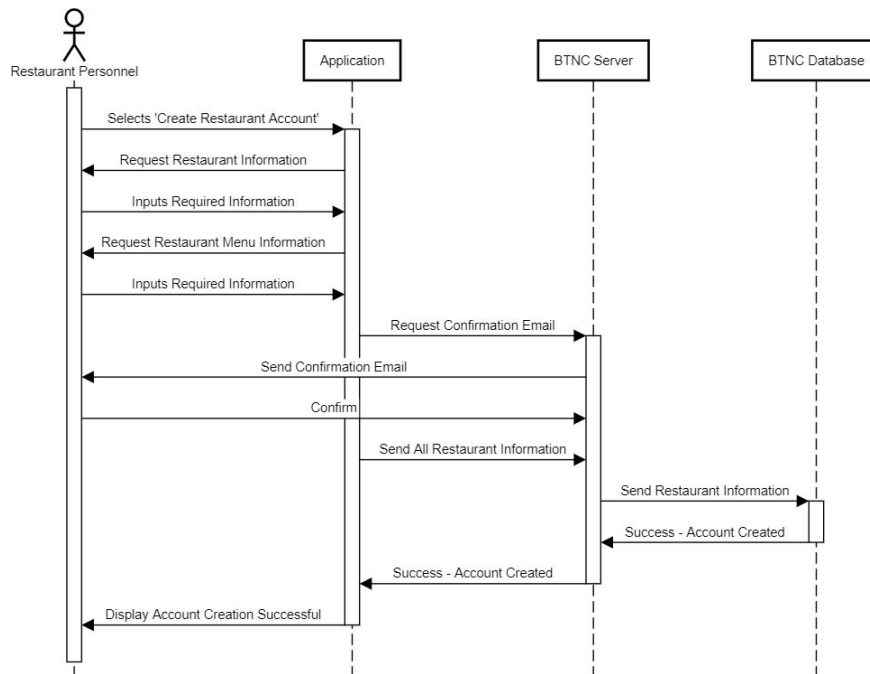 Restaurant Personnel
Application
BTNC Server
BTNC Database
Selects 'Create Restaurant Account'
Request Restaurant Information
Inputs Required Information
Request Restaurant Menu Information
Inputs Required Information
Request Confirmation Email
Send Confirmation Email
Confirm
Send All Restaurant Information
Send Restaurant Information
Success - Account Created
Success - Account Created
Display Account Creation Successful